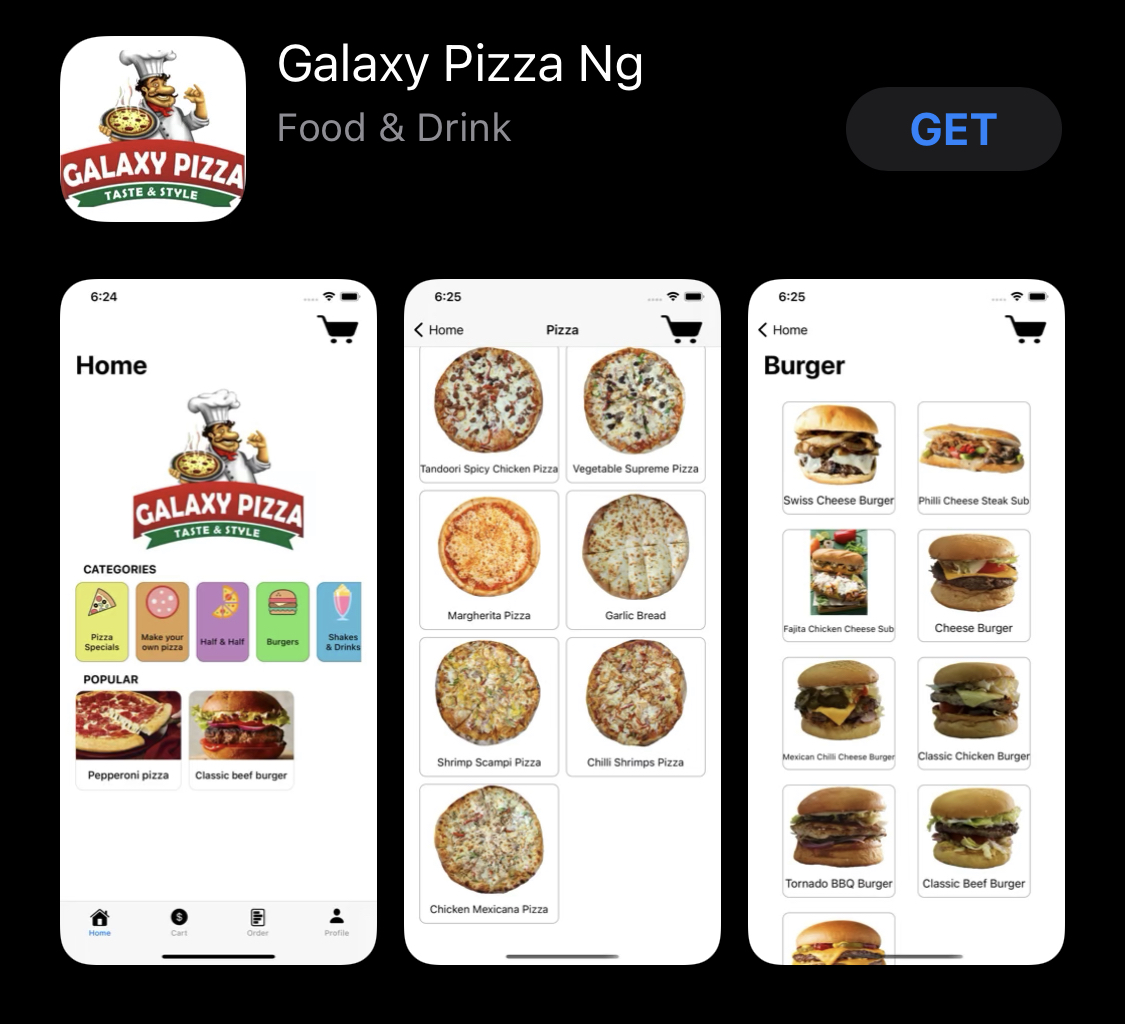 GALAXY PIZZA
TASTE & STYLE
Galaxy Pizza Ng
Food & Drink
GET
6:24
Home
GALAXY PIZZA
TASTE & STYLE
CATEGORIES
Pizza
Specials
Make your
own pizza
Half & Half
Burgers
Shakes
& Drinks
POPULAR
Pepperoni pizza
Classic beef burger
Home
Cart
Order
Profile
6:25
Home
Pizza
Tandoori Spicy Chicken Pizza
Vegetable Supreme Pizza
Margherita Pizza
Garlic Bread
Shrimp Scampi Pizza
Chilli Shrimps Pizza
Chicken Mexicana Pizza
6:25
Home
Burger
Swiss Cheese Burger
Philli Cheese Steak Sub
Fajita Chicken Cheese Sub
Cheese Burger
Mexican Chilli Cheese Burger
Classic Chicken Burger
Tornado BBQ Burger
Classic Beef Burger